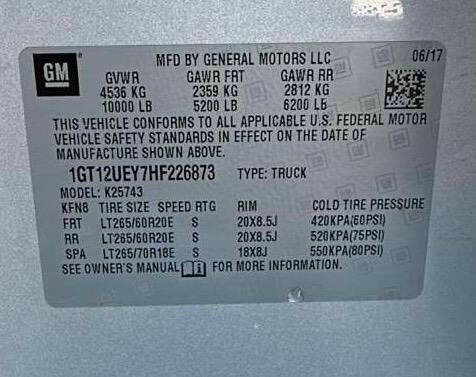 GM
MFD BY GENERAL MOTORS LLC 06/17
GVWR GAWR FRT GAWR RR
4536 KG 2359 KG 2812 KG
10000 LB 5200 LB 6200 LB
THIS VEHICLE CONFORMS TO ALL APPLICABLE U.S. FEDERAL MOTOR
VEHICLE SAFETY STANDARDS IN EFFECT ON THE DATE OF
MANUFACTURE SHOWN ABOVE.
1GT12UEY7HF226873 TYPE: TRUCK
MODEL: K25743
KFN8 TIRE SIZE SPEED RTG RIM COLD TIRE PRESSURE
FRT LT265/60R20E S 20X8.5J 420KPA(60PSI)
RR LT265/60R20E S 20X8.5J 520KPA(75PSI)
SPA LT265/70R18E S 18X8J 550KPA(80PSI)
SEE OWNER'S MANUAL FOR MORE INFORMATION